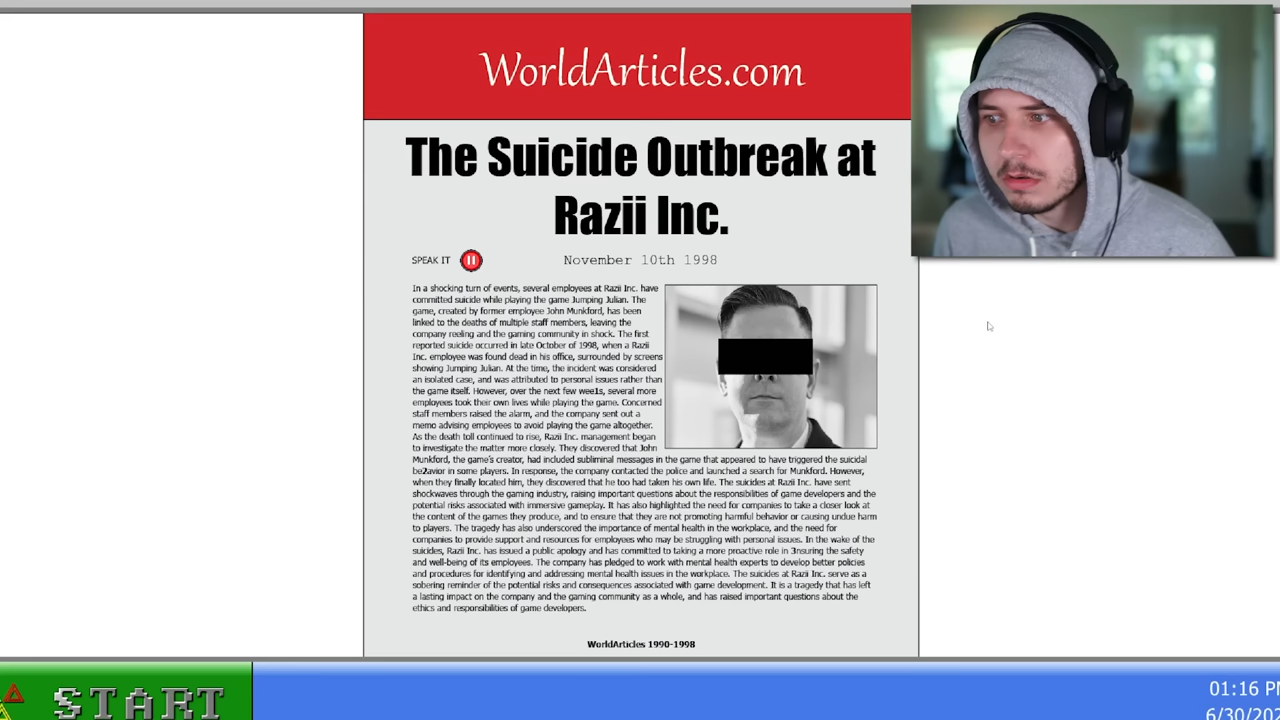 WorldArticles.com
The Suicide Outbreak at
Razii Inc.
SPEAK IT
November 10th 1998
In a shocking turn of events, several employees at Razii Inc. have
committed suicide while playing the game Jumping Julian. The
game, created by former employee John Munkford, has been
linked to the deaths of multiple staff members, leaving the
company reeling and the gaming community in shock. The first
reported suicide occurred in late October of 1998, when a Razii
Inc. employee was found dead in his office, surrounded by screens
showing Jumping Julian. At the time, the incident was considered
an isolated case, and was attributed to personal issues rather than
the game itself. However, over the next few wee1s, several more
employees took their own lives while playing the game. Concerned
staff members raised the alarm, and the company sent out a
memo advising employees to avoid playing the game altogether.
As the death toll continued to rise, Razii Inc. management began
to investigate the matter more closely. They discovered that John
Munkford, the game's creator, had included subliminal messages in the game that appeared to have triggered the suicidal
be2avior in some players. In response, the company contacted the police and launched a search for Munkford. However,
when they finally located him, they discovered that he too had taken his own life. The suicides at Razii Inc. have sent
shockwaves through the gaming industry, raising important questions about the responsibilities of game developers and the
potential risks associated with immersive gameplay. It has also highlighted the need for companies to take a closer look at
the content of the games they produce, and to ensure that they are not promoting harmful behavior or causing undue harm
to players. The tragedy has also underscored the importance of mental health in the workplace, and the need for
companies to provide support and resources for employees who may be struggling with personal issues. In the wake of the
suicides, Razii Inc. has issued a public apology and has committed to taking a more proactive role in 3nsuring the safety
and well-being of its employees. The company has pledged to work with mental health experts to develop better policies
and procedures for identifying and addressing mental health issues in the workplace. The suicides at Razii Inc. serve as a
sobering reminder of the potential risks and consequences associated with game development. It is a tragedy that has left
a lasting impact on the company and the gaming community as a whole, and has raised important questions about the
ethics and responsibilities of game developers.
WorldArticles 1990-1998
START
01:16
6/30/